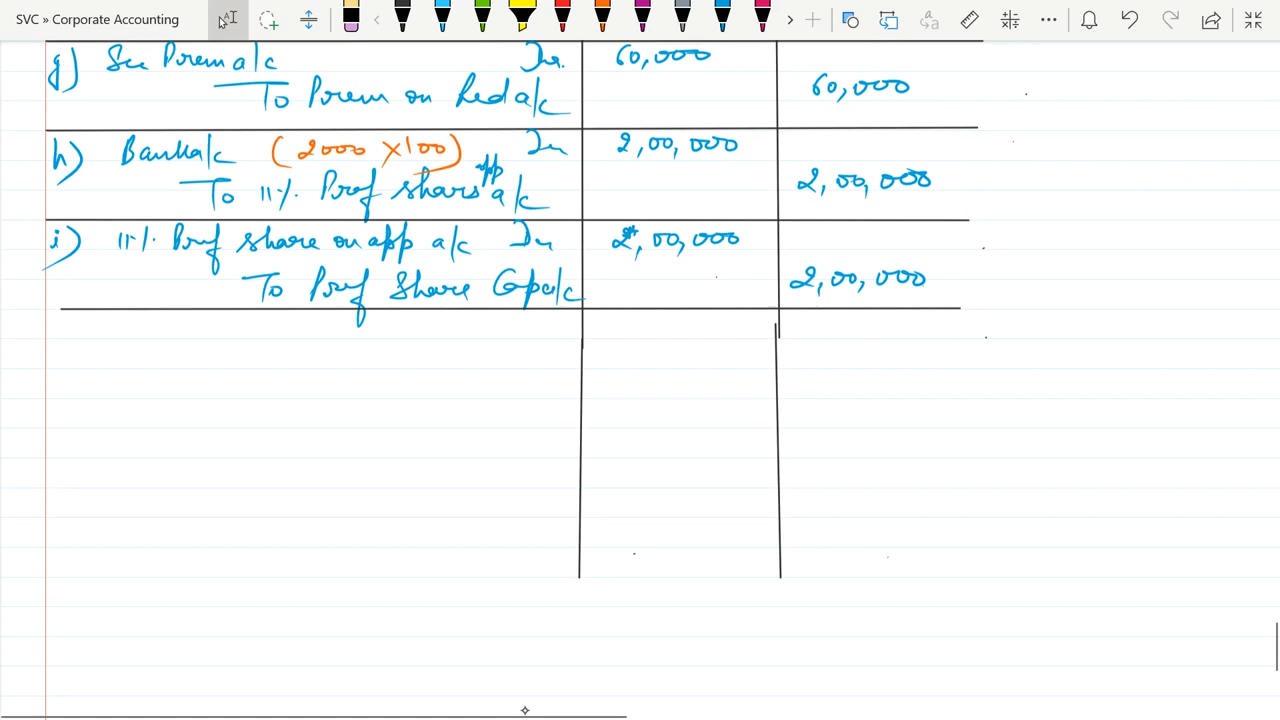 SVC » Corporate Accounting
g) Sec Prem a/c Dr. 60,000
To Prem on Red a/c 60,000
h) Bank a/c (2000 × 100) Dr 2,00,000
To 11% Pref share app a/c 2,00,000
i) 11% Pref share on app a/c Dr 2,00,000
To Pref Share Cap a/c 2,00,000